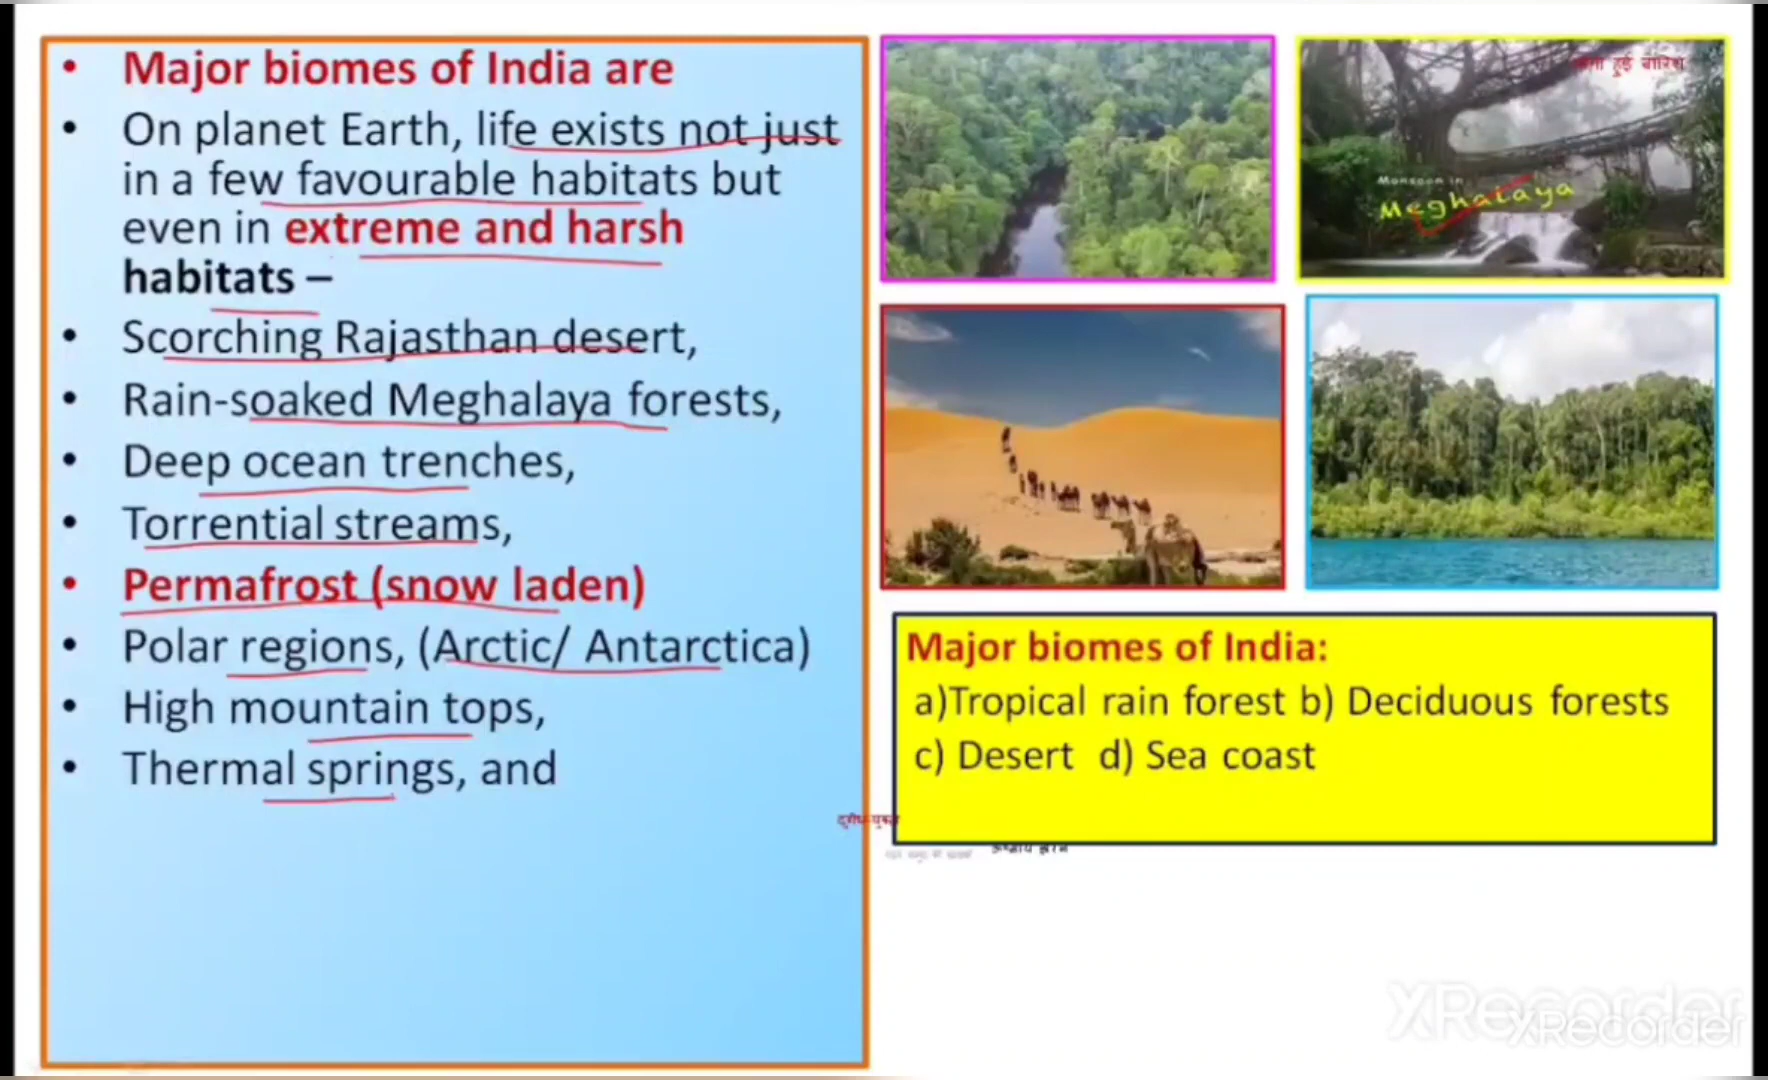 • Major biomes of India are
• On planet Earth, life exists not just
in a few favourable habitats but
even in extreme and harsh
habitats –
• Scorching Rajasthan desert,
• Rain-soaked Meghalaya forests,
• Deep ocean trenches,
• Torrential streams,
• Permafrost (snow laden)
• Polar regions, (Arctic/ Antarctica)
• High mountain tops,
• Thermal springs, and
हुई बारिश
Monsoon in
Meghalaya
Major biomes of India:
a)Tropical rain forest b) Deciduous forests
c) Desert d) Sea coast
XRecorder
XRecorder